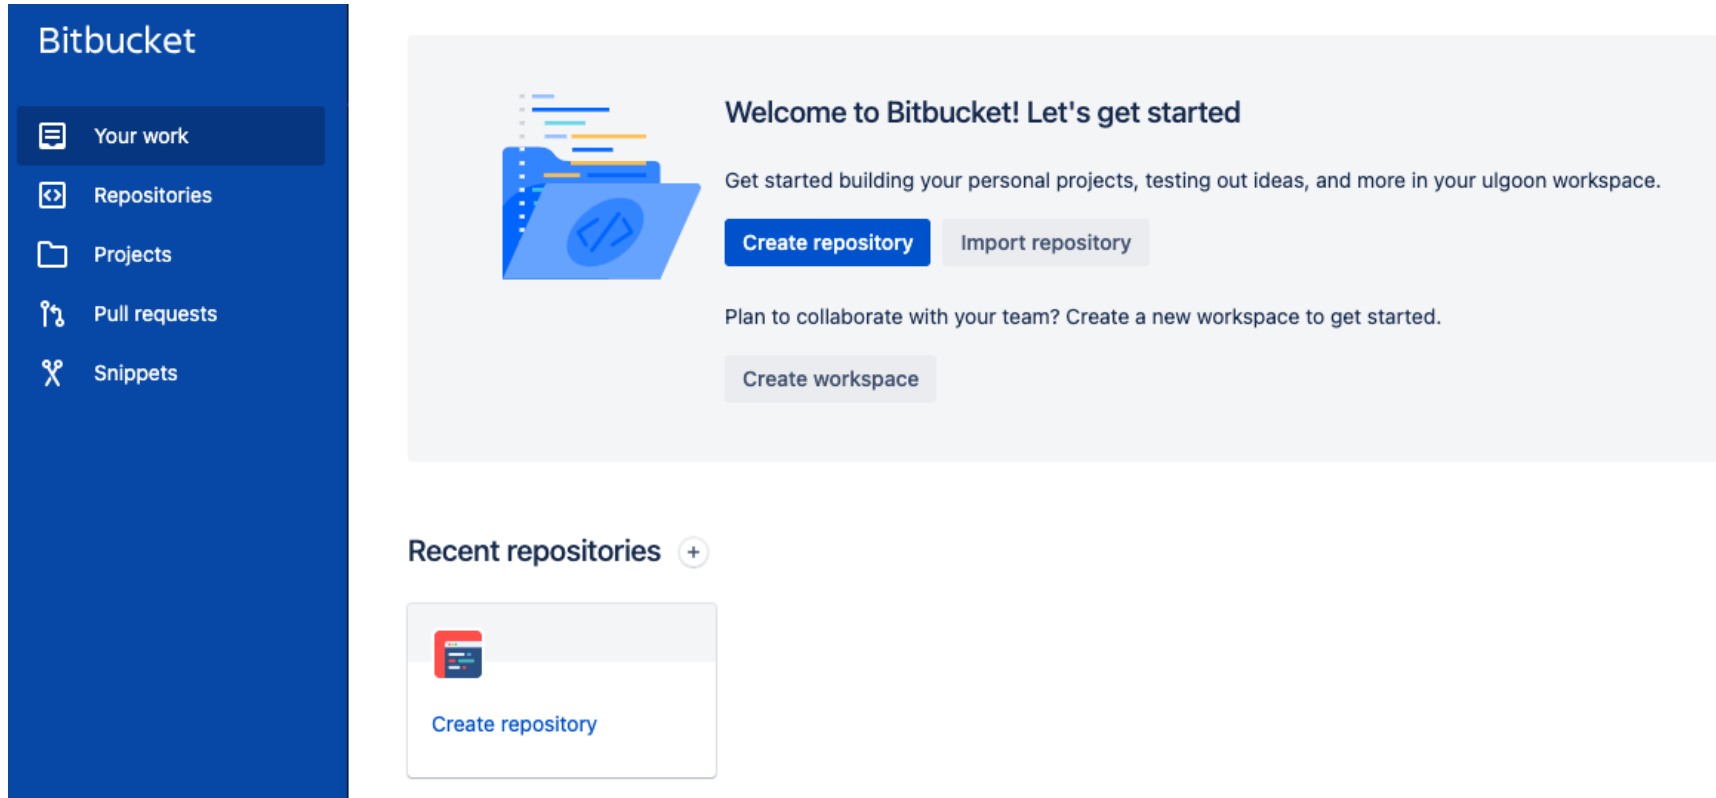 Bitbucket
Your work
Repositories
Projects
Pull requests
Snippets
Welcome to Bitbucket! Let's get started
Get started building your personal projects, testing out ideas, and more in your ulgoon workspace.
Create repository
Import repository
Plan to collaborate with your team? Create a new workspace to get started.
Create workspace
Recent repositories
Create repository